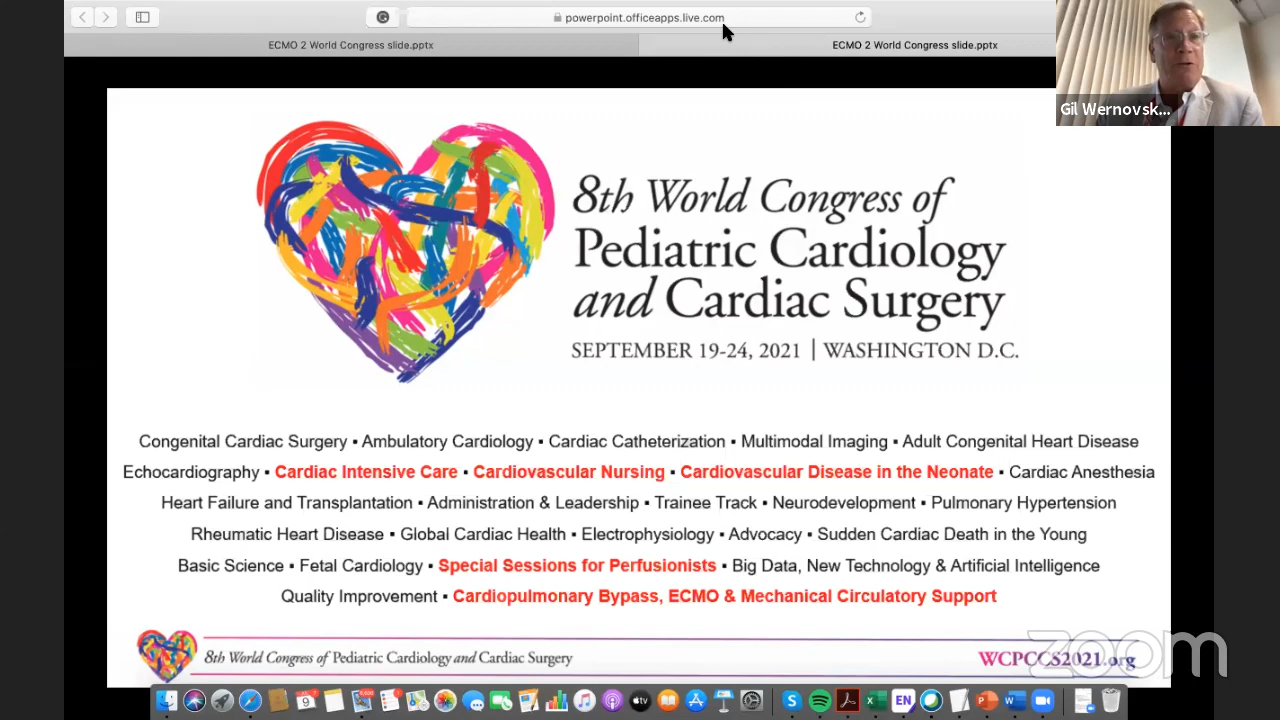 powerpoint.officeapps.live.com
ECMO 2 World Congress slide.pptx
ECMO 2 World Congress slide.pptx
Gil Wernovsk...
8th World Congress of
Pediatric Cardiology
and Cardiac Surgery
SEPTEMBER 19-24, 2021 | WASHINGTON D.C.
Congenital Cardiac Surgery ▪ Ambulatory Cardiology ▪ Cardiac Catheterization ▪ Multimodal Imaging ▪ Adult Congenital Heart Disease
Echocardiography ▪ Cardiac Intensive Care ▪ Cardiovascular Nursing ▪ Cardiovascular Disease in the Neonate ▪ Cardiac Anesthesia
Heart Failure and Transplantation ▪ Administration & Leadership ▪ Trainee Track ▪ Neurodevelopment ▪ Pulmonary Hypertension
Rheumatic Heart Disease ▪ Global Cardiac Health ▪ Electrophysiology ▪ Advocacy ▪ Sudden Cardiac Death in the Young
Basic Science ▪ Fetal Cardiology ▪ Special Sessions for Perfusionists ▪ Big Data, New Technology & Artificial Intelligence
Quality Improvement ▪ Cardiopulmonary Bypass, ECMO & Mechanical Circulatory Support
8th World Congress of Pediatric Cardiology and Cardiac Surgery
WCPCCS2021.org
zoom
9
tv
EN